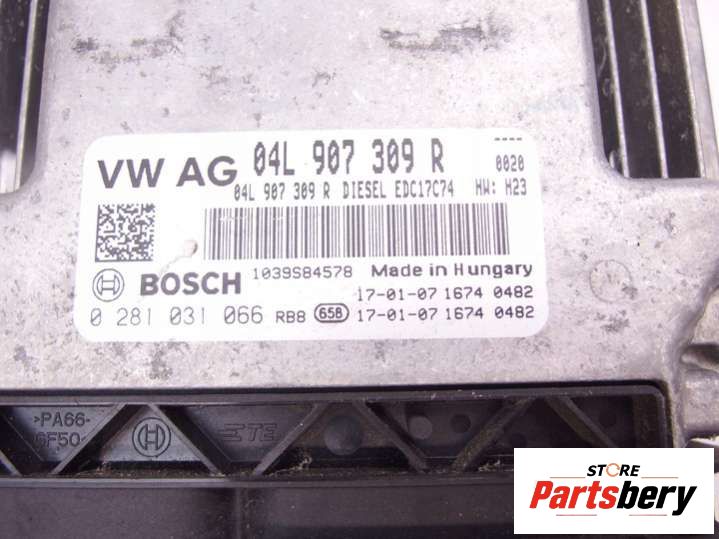 VW AG 04L 907 309 R
---- 0020
04L 907 309 R DIESEL EDC17C74 HW: H23
BOSCH 1039S84578 Made in Hungary
17-01-07 1674 0482
0 281 031 066 RB8 658 17-01-07 1674 0482
>PA66-
GF50<
TE
STORE
Partsbery